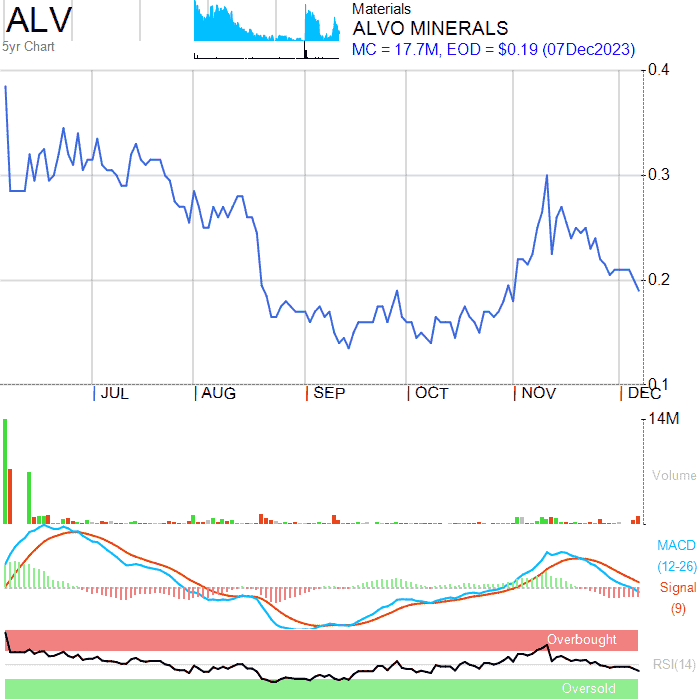 ALV
5yr Chart
Materials
ALVO MINERALS
MC = 17.7M, EOD = $0.19 (07Dec2023)
0.4
0.3
0.2
0.1
JUL AUG SEP OCT NOV DEC
14M
Volume
MACD
(12-26)
Signal
(9)
Overbought
RSI(14)
Oversold